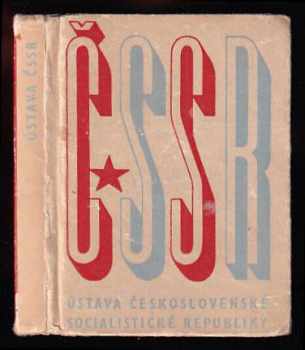 ÚSTAVA ČSSR
ČSSR
ÚSTAVA ČESKOSLOVENSKÉ
SOCIALISTICKÉ REPUBLIKY